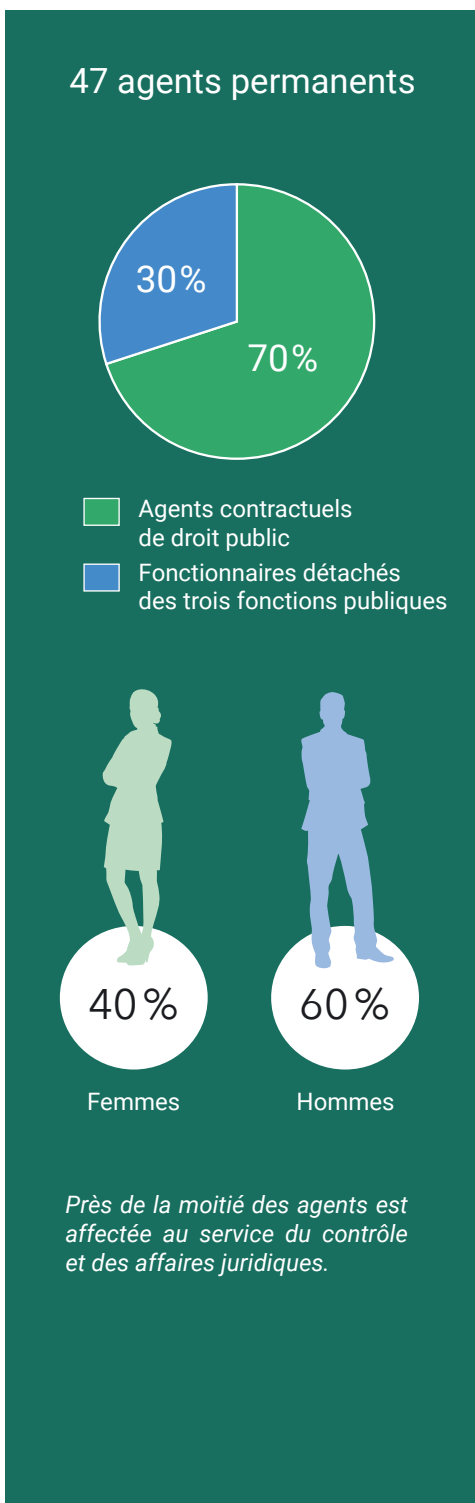 47 agents permanents
30%
70%
Agents contractuels
de droit public
Fonctionnaires détachés
des trois fonctions publiques
40%
60%
Femmes
Hommes
Près de la moitié des agents est
affectée au service du contrôle
et des affaires juridiques.